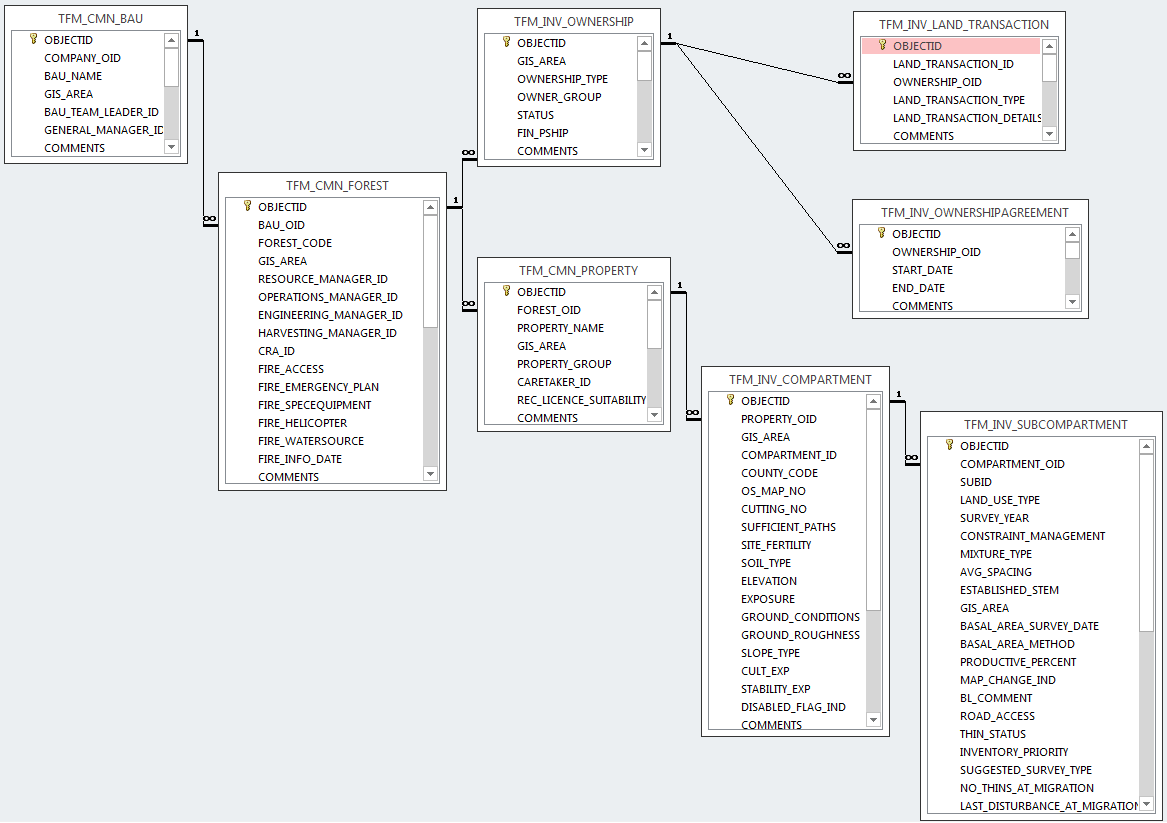 TFM_CMN_BAU
OBJECTID
COMPANY_OID
BAU_NAME
GIS_AREA
BAU_TEAM_LEADER_ID
GENERAL_MANAGER_ID
COMMENTS
1
∞
TFM_CMN_FOREST
OBJECTID
BAU_OID
FOREST_CODE
GIS_AREA
RESOURCE_MANAGER_ID
OPERATIONS_MANAGER_ID
ENGINEERING_MANAGER_ID
HARVESTING_MANAGER_ID
CRA_ID
FIRE_ACCESS
FIRE_EMERGENCY_PLAN
FIRE_SPECEQUIPMENT
FIRE_HELICOPTER
FIRE_WATERSOURCE
FIRE_INFO_DATE
COMMENTS
1
∞
∞
TFM_INV_OWNERSHIP
OBJECTID
GIS_AREA
OWNERSHIP_TYPE
OWNER_GROUP
STATUS
FIN_PSHIP
COMMENTS
1
∞
∞
TFM_INV_LAND_TRANSACTION
OBJECTID
LAND_TRANSACTION_ID
OWNERSHIP_OID
LAND_TRANSACTION_TYPE
LAND_TRANSACTION_DETAILS
COMMENTS
TFM_INV_OWNERSHIPAGREEMENT
OBJECTID
OWNERSHIP_OID
START_DATE
END_DATE
COMMENTS
TFM_CMN_PROPERTY
OBJECTID
FOREST_OID
PROPERTY_NAME
GIS_AREA
PROPERTY_GROUP
CARETAKER_ID
REC_LICENCE_SUITABILITY
COMMENTS
1
∞
TFM_INV_COMPARTMENT
OBJECTID
PROPERTY_OID
GIS_AREA
COMPARTMENT_ID
COUNTY_CODE
OS_MAP_NO
CUTTING_NO
SUFFICIENT_PATHS
SITE_FERTILITY
SOIL_TYPE
ELEVATION
EXPOSURE
GROUND_CONDITIONS
GROUND_ROUGHNESS
SLOPE_TYPE
CULT_EXP
STABILITY_EXP
DISABLED_FLAG_IND
COMMENTS
1
∞
TFM_INV_SUBCOMPARTMENT
OBJECTID
COMPARTMENT_OID
SUBID
LAND_USE_TYPE
SURVEY_YEAR
CONSTRAINT_MANAGEMENT
MIXTURE_TYPE
AVG_SPACING
ESTABLISHED_STEM
GIS_AREA
BASAL_AREA_SURVEY_DATE
BASAL_AREA_METHOD
PRODUCTIVE_PERCENT
MAP_CHANGE_IND
BL_COMMENT
ROAD_ACCESS
THIN_STATUS
INVENTORY_PRIORITY
SUGGESTED_SURVEY_TYPE
NO_THINS_AT_MIGRATION
LAST_DISTURBANCE_AT_MIGRATION